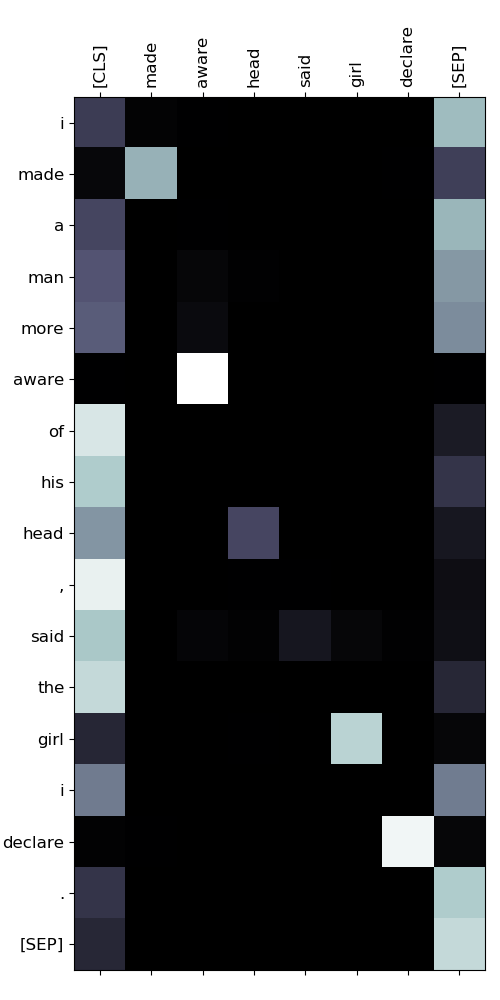 [CLS]
made
aware
head
said
girl
declare
[SEP]
i
made
a
man
more
aware
of
his
head
,
said
the
girl
i
declare
.
[SEP]